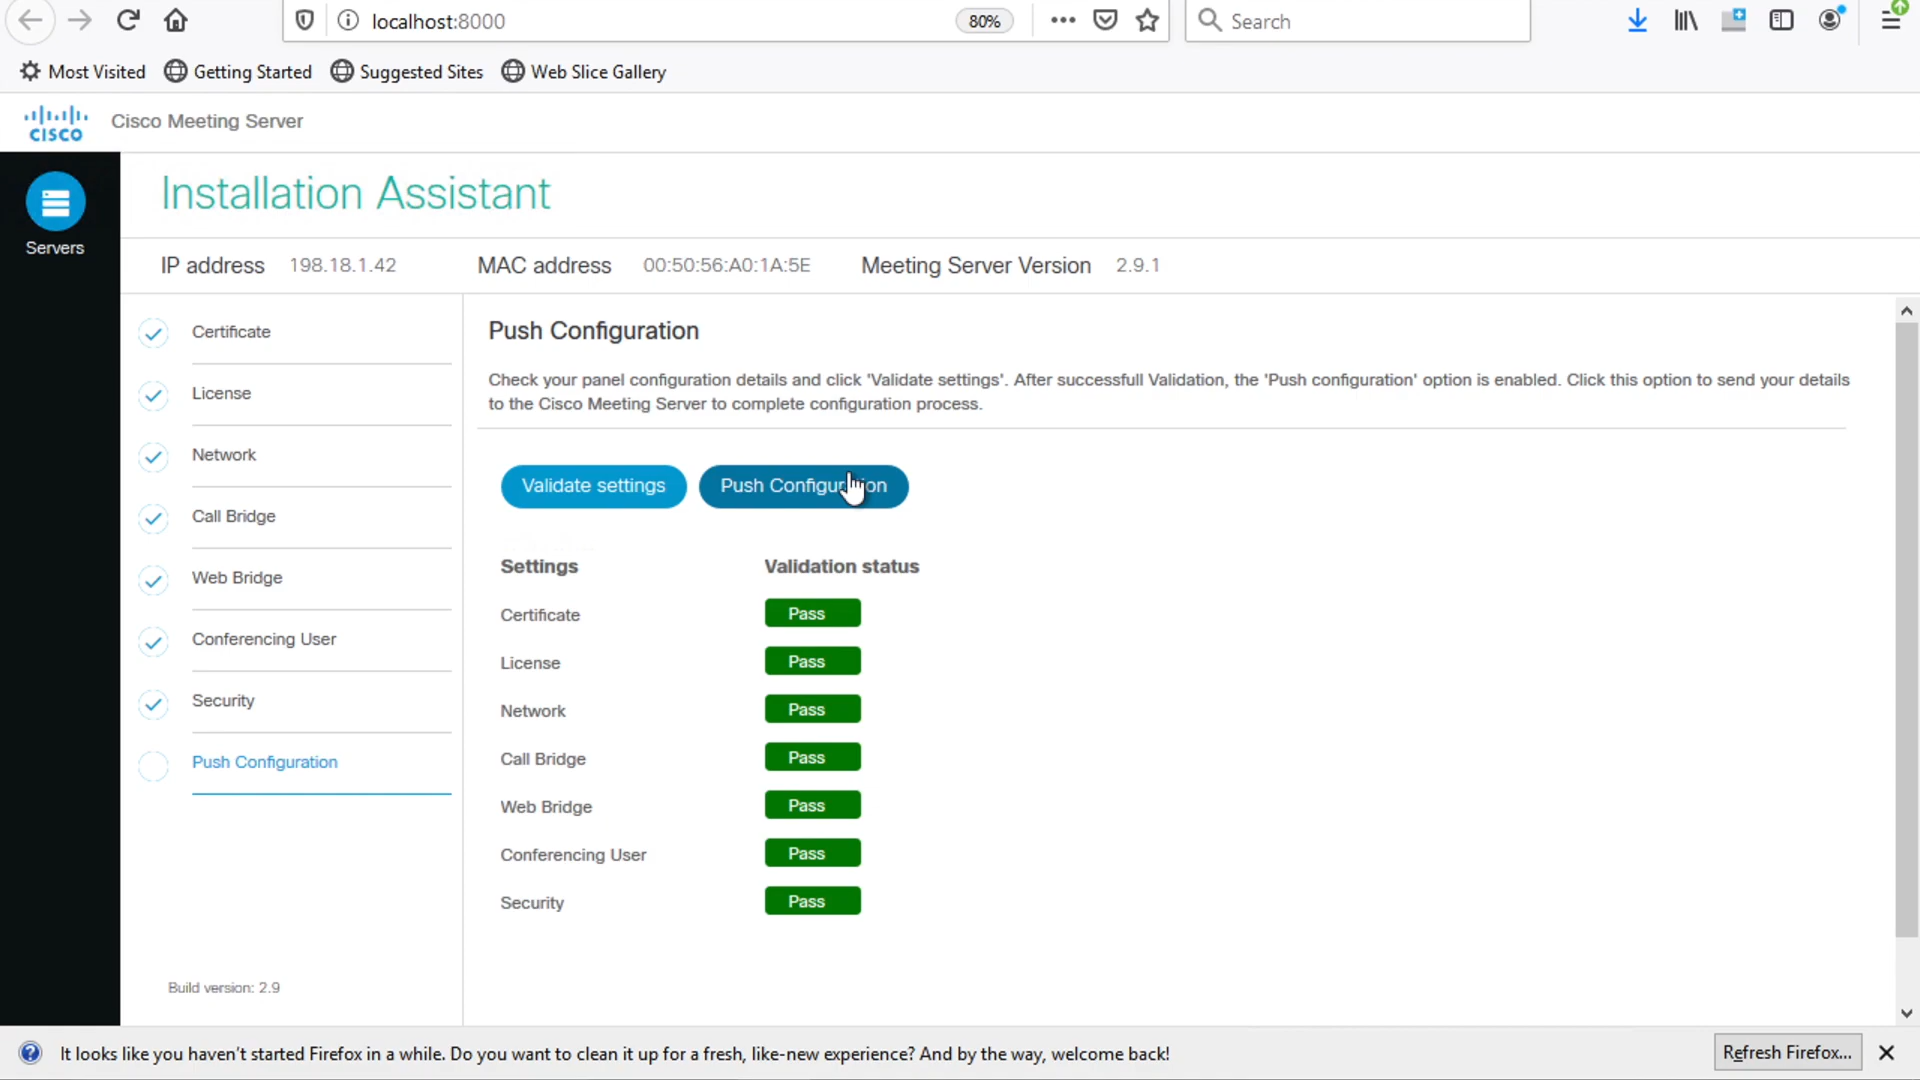 localhost:8000
80%
Search
Most Visited
Getting Started
Suggested Sites
Web Slice Gallery
CISCO
Cisco Meeting Server
Servers
Installation Assistant
IP address 198.18.1.42 MAC address 00:50:56:A0:1A:5E Meeting Server Version 2.9.1
Certificate
License
Network
Call Bridge
Web Bridge
Conferencing User
Security
Push Configuration
Build version: 2.9
Push Configuration
Check your panel configuration details and click 'Validate settings'. After successfull Validation, the 'Push configuration' option is enabled. Click this option to send your details
to the Cisco Meeting Server to complete configuration process.
Validate settings
Push Configuration
Settings Validation status
Certificate Pass
License Pass
Network Pass
Call Bridge Pass
Web Bridge Pass
Conferencing User Pass
Security Pass
It looks like you haven't started Firefox in a while. Do you want to clean it up for a fresh, like-new experience? And by the way, welcome back!
Refresh Firefox...